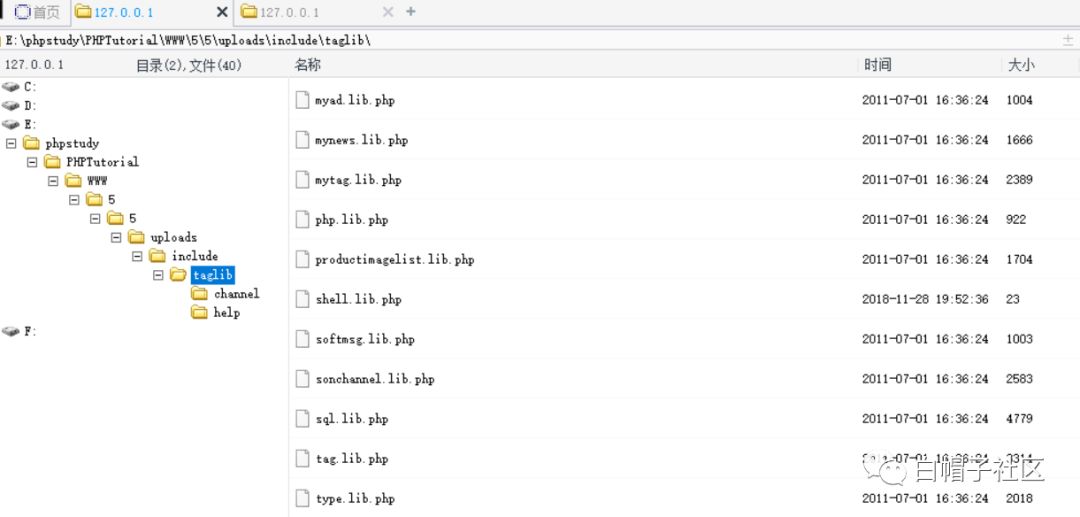 首页
127.0.0.1
127.0.0.1
E:\phpstudy\PHPTutorial\WWW\5\5\uploads\include\taglib\
127.0.0.1 目录(2),文件(40) 名称 时间 大小
C:
D:
E:
phpstudy
PHPTutorial
WWW
5
5
uploads
include
taglib
channel
help
F:
myad.lib.php 2011-07-01 16:36:24 1004
mynews.lib.php 2011-07-01 16:36:24 1666
mytag.lib.php 2011-07-01 16:36:24 2389
php.lib.php 2011-07-01 16:36:24 922
productimagelist.lib.php 2011-07-01 16:36:24 1704
shell.lib.php 2018-11-28 19:52:36 23
softmsg.lib.php 2011-07-01 16:36:24 1003
sonchannel.lib.php 2011-07-01 16:36:24 2583
sql.lib.php 2011-07-01 16:36:24 4779
tag.lib.php 2011-07-01 16:36:24
type.lib.php 2011-07-01 16:36:24 2018
白帽子社区